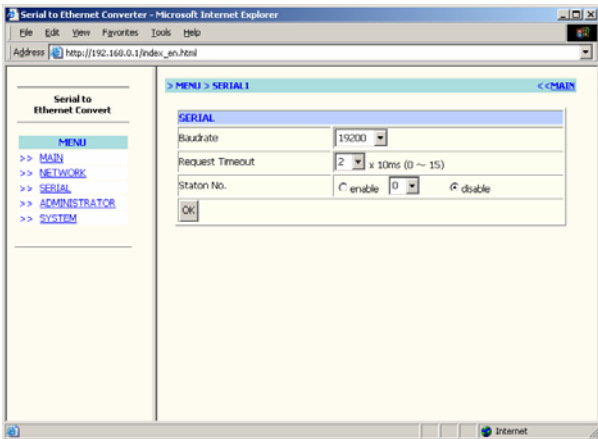 Serial to Ethernet Converter - Microsoft Internet Explorer
File Edit View Favorites Tools Help
Address http://192.168.0.1/index_en.html
Serial to
Ethernet Convert
MENU
>> MAIN
>> NETWORK
>> SERIAL
>> ADMINISTRATOR
>> SYSTEM
> MENU > SERIAL1 <<MAIN
SERIAL
Baudrate 19200
Request Timeout 2 x 10ms (0 ~ 15)
Staton No. enable 0 disable
OK
Internet